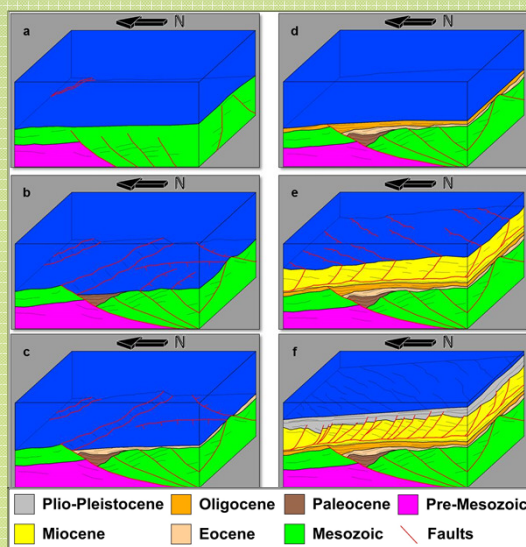 a
N
d
N
b
N
e
N
c
N
f
N
Plio-Pleistocene
Oligocene
Paleocene
Pre-Mesozoic
Miocene
Eocene
Mesozoic
Faults